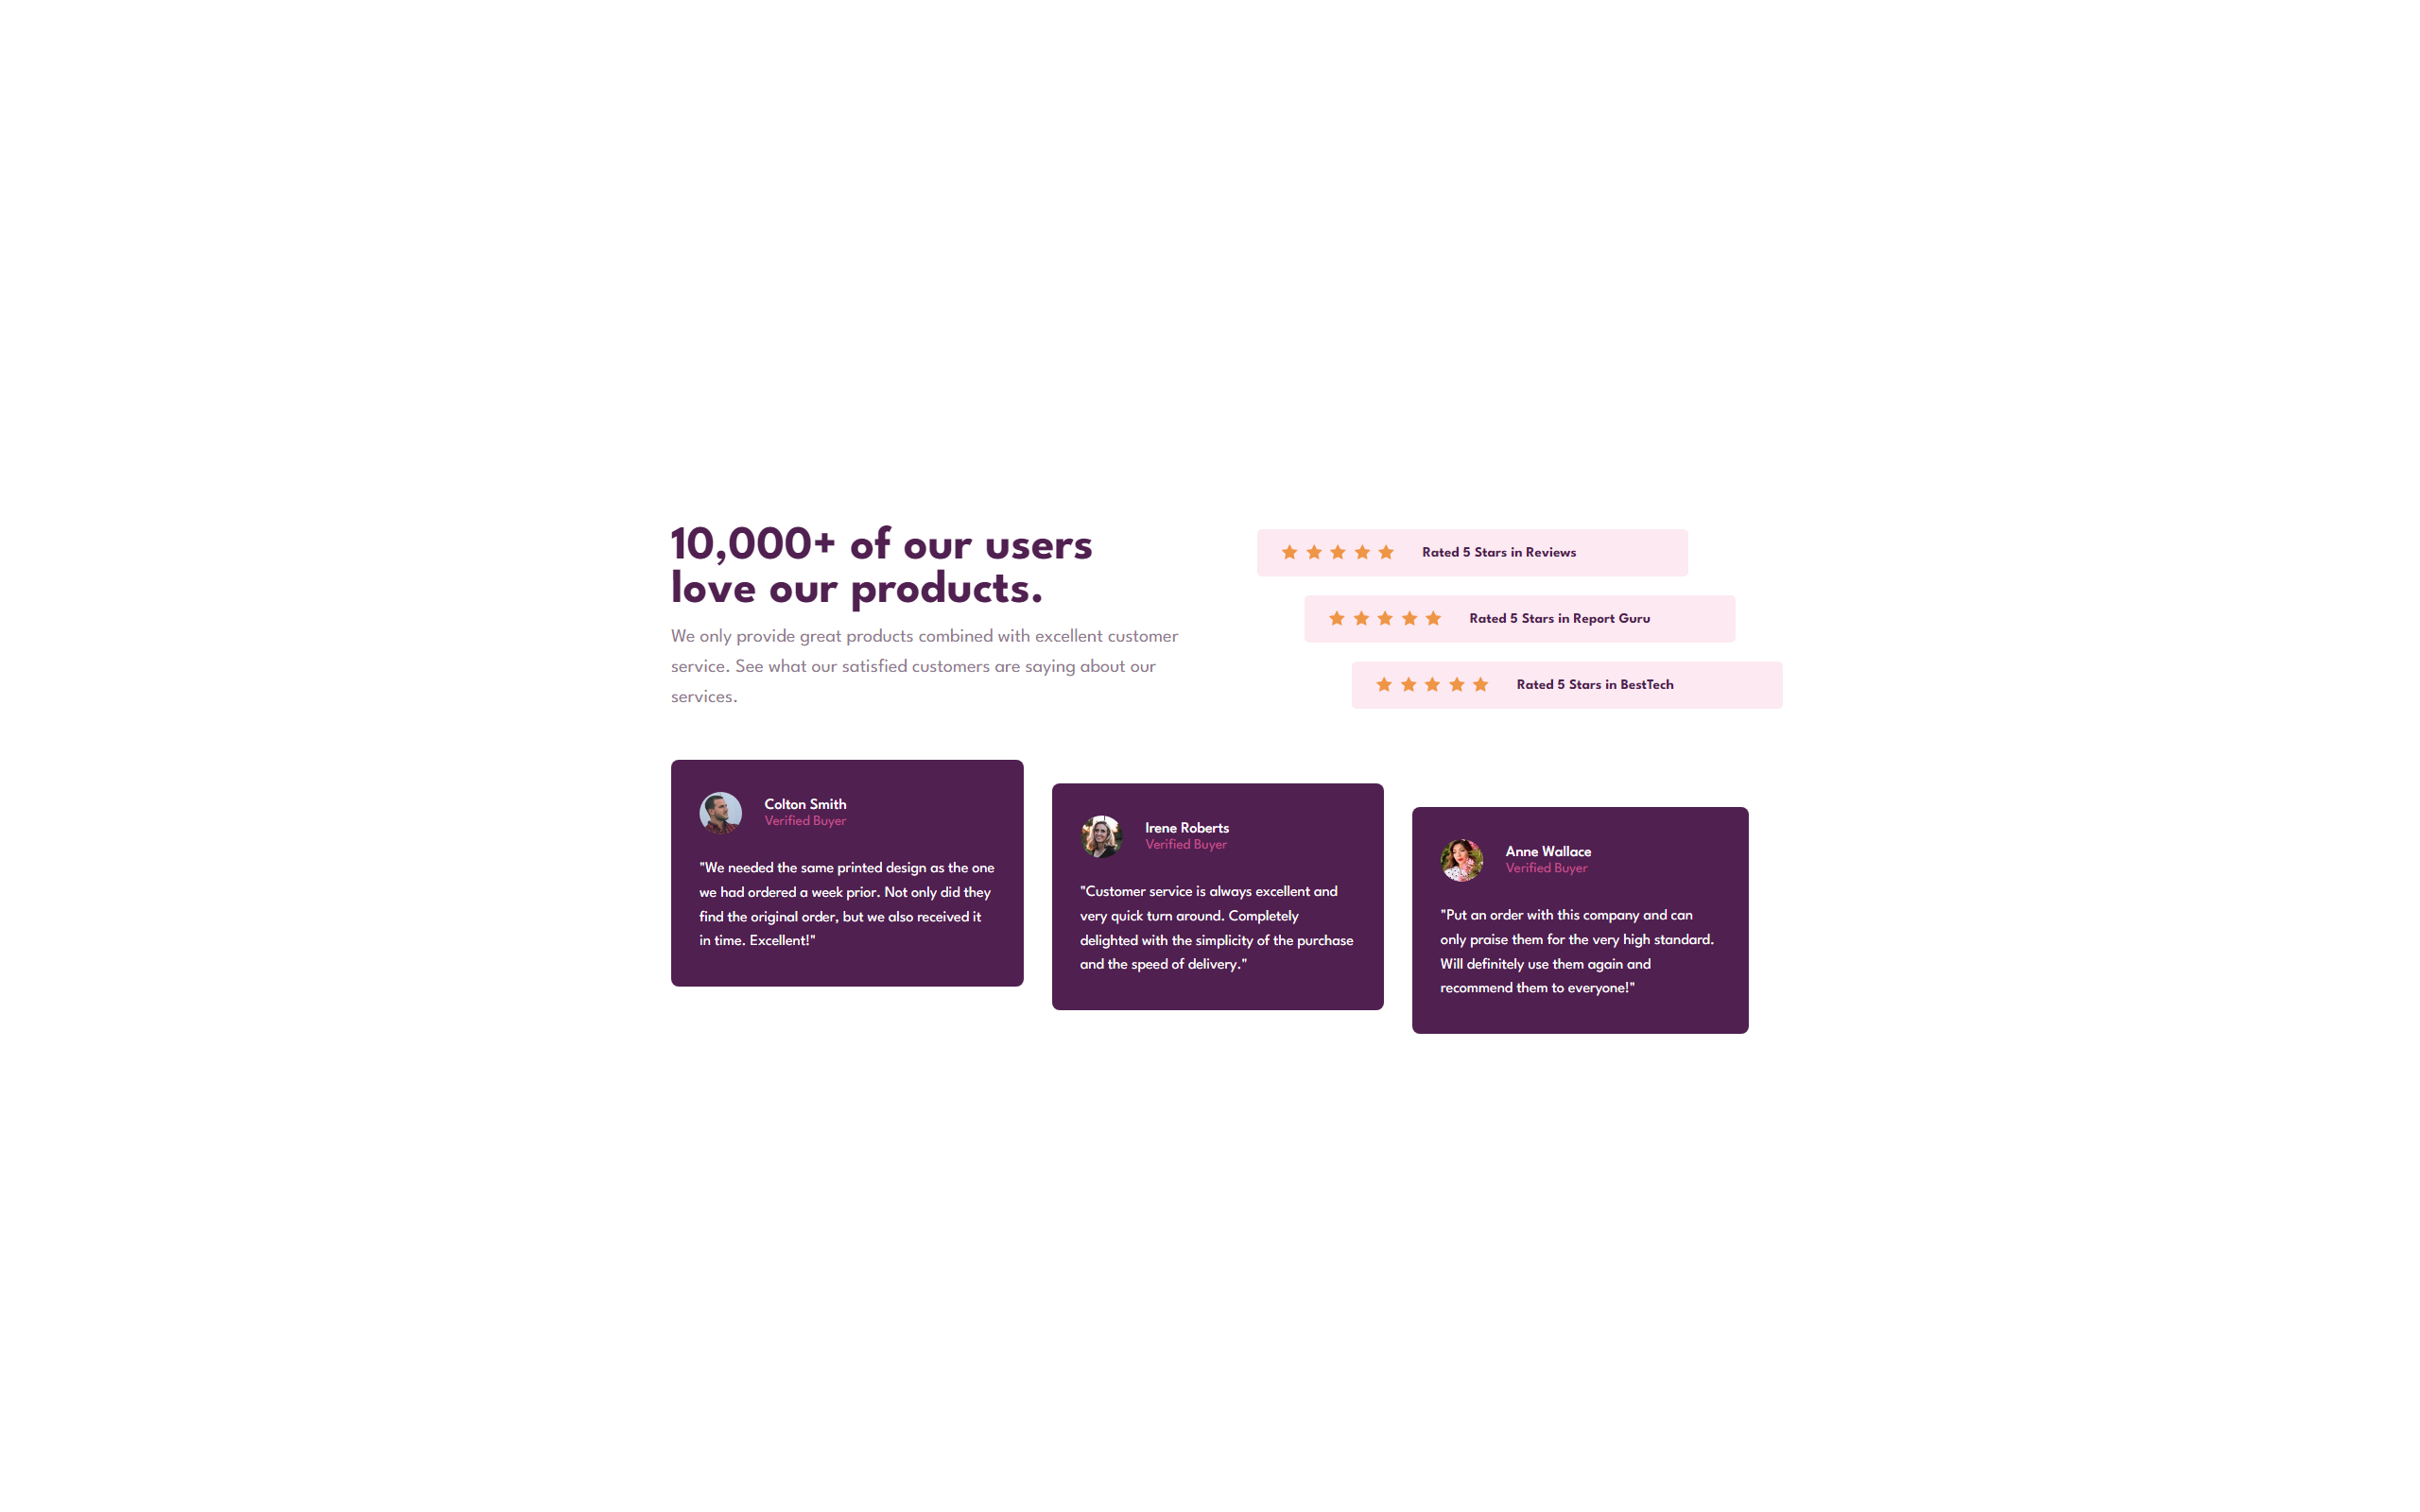 10,000+ of our users
love our products.
We only provide great products combined with excellent customer
service. See what our satisfied customers are saying about our
services.
Rated 5 Stars in Reviews
Rated 5 Stars in Report Guru
Rated 5 Stars in BestTech
Colton Smith
Verified Buyer
"We needed the same printed design as the one
we had ordered a week prior. Not only did they
find the original order, but we also received it
in time. Excellent!"
Irene Roberts
Verified Buyer
"Customer service is always excellent and
very quick turn around. Completely
delighted with the simplicity of the purchase
and the speed of delivery."
Anne Wallace
Verified Buyer
"Put an order with this company and can
only praise them for the very high standard.
Will definitely use them again and
recommend them to everyone!"